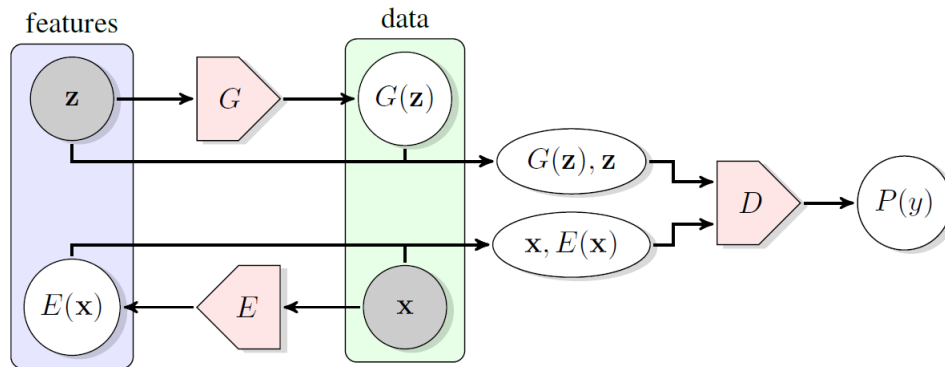 features
data
z
G
G(z)
G(z), z
D
P(y)
x, E(x)
E(x)
E
x